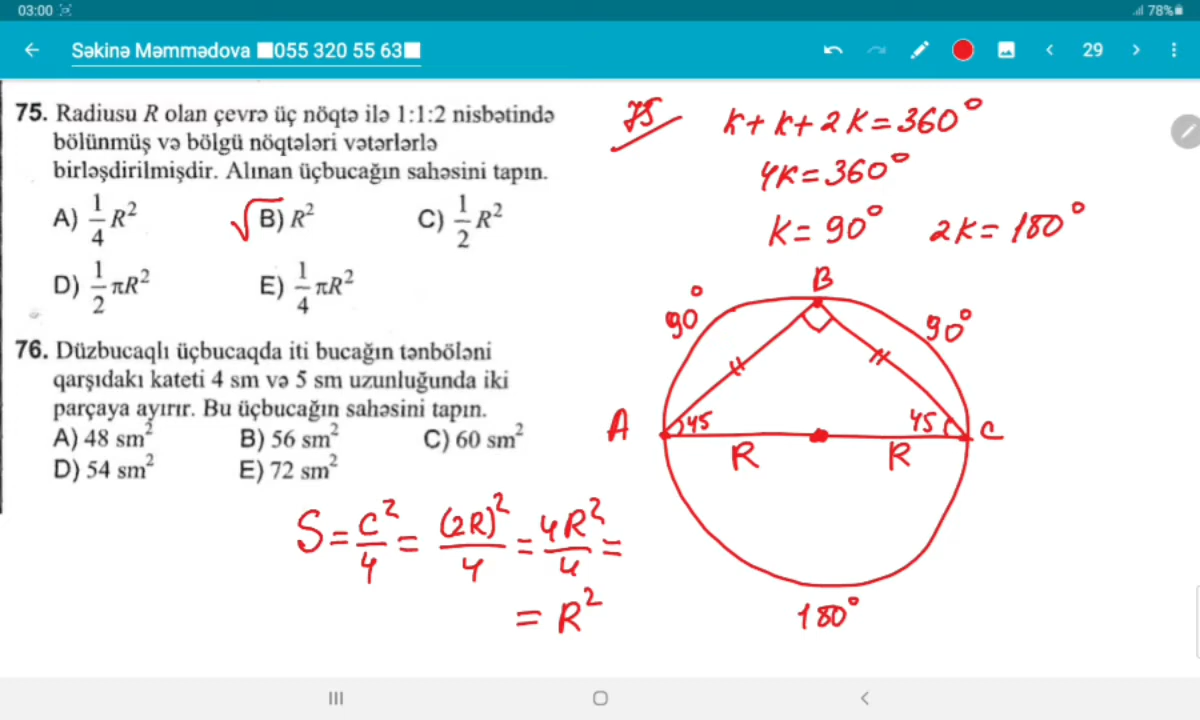 03:00 78%
Səkinə Məmmədova 055 320 55 63 29
75. Radiusu R olan çevrə üç nöqtə ilə 1:1:2 nisbətində
bölünmüş və bölgü nöqtələri vətərlərlə
birləşdirilmişdir. Alınan üçbucağın sahəsini tapın.
A) 1/4 R² √B) R² C) 1/2 R²
D) 1/2 πR² E) 1/4 πR²
76. Düzbucaqlı üçbucaqda iti bucağın tənböləni
qarşıdakı kateti 4 sm və 5 sm uzunluğunda iki
parçaya ayırır. Bu üçbucağın sahəsini tapın.
A) 48 sm² B) 56 sm² C) 60 sm²
D) 54 sm² E) 72 sm²
75 K+K+2K=360°
4K=360°
K=90° 2K=180°
B
90° 90°
A 45 45 C
R R
180°
S=C²/4=(2R)²/4=4R²/4=
=R²